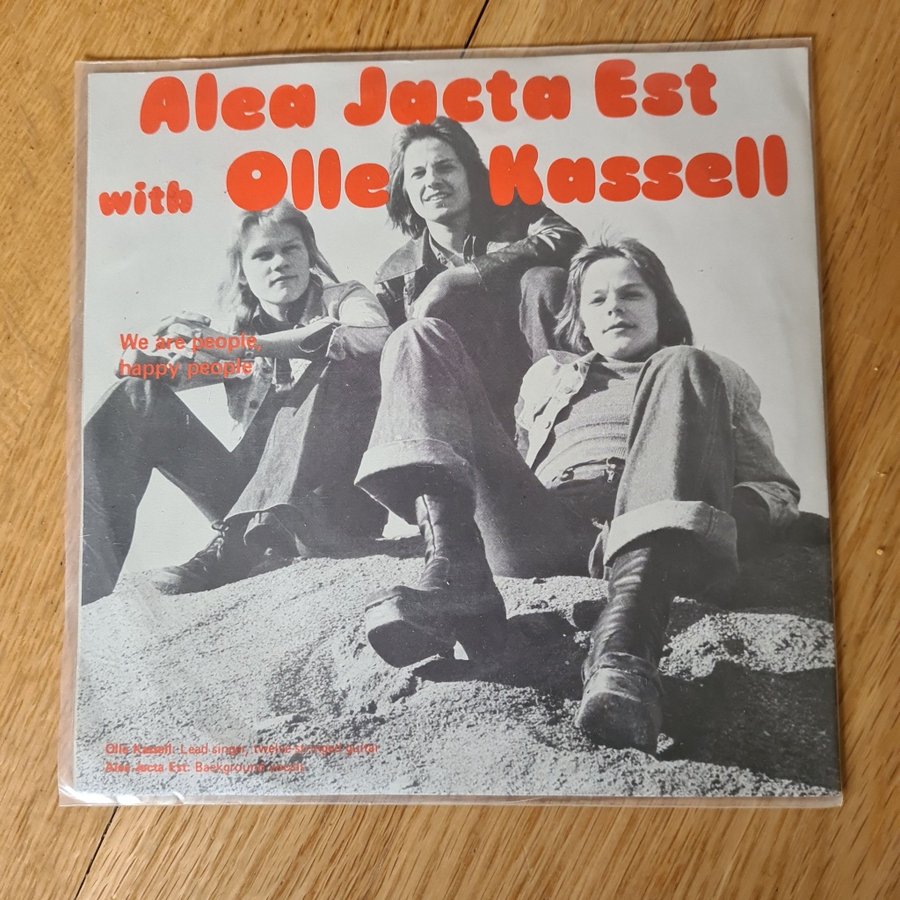 Alea Jacta Est
with Olle Kassell
We are people,
happy people
Olle Kassell: Lead singer, twelve-stringed guitar
Alea Jacta Est: Background vocals